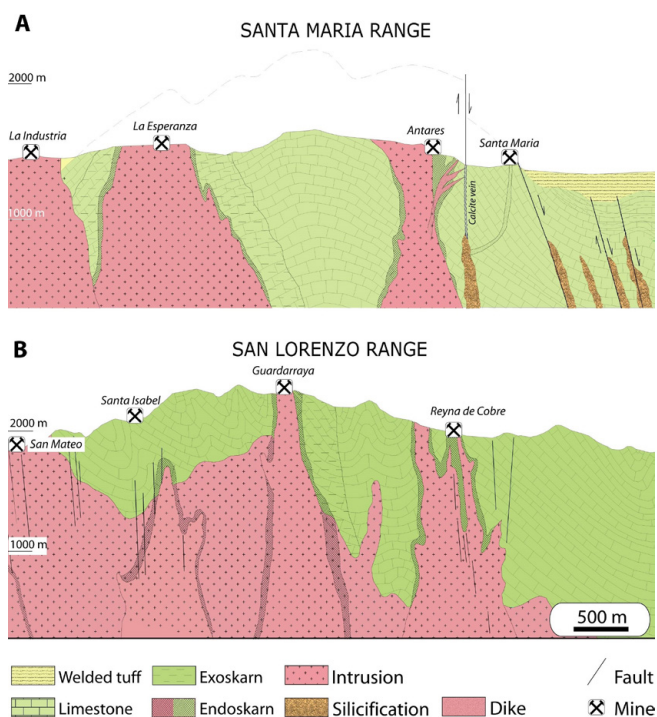 A
SANTA MARIA RANGE
2000 m
La Industria
La Esperanza
Antares
Santa Maria
1000 m
Calcite vein
B
SAN LORENZO RANGE
Guardarraya
Santa Isabel
Reyna de Cobre
2000 m
San Mateo
1000 m
500 m
Welded tuff
Exoskarn
Intrusion
Fault
Limestone
Endoskarn
Silicification
Dike
Mine